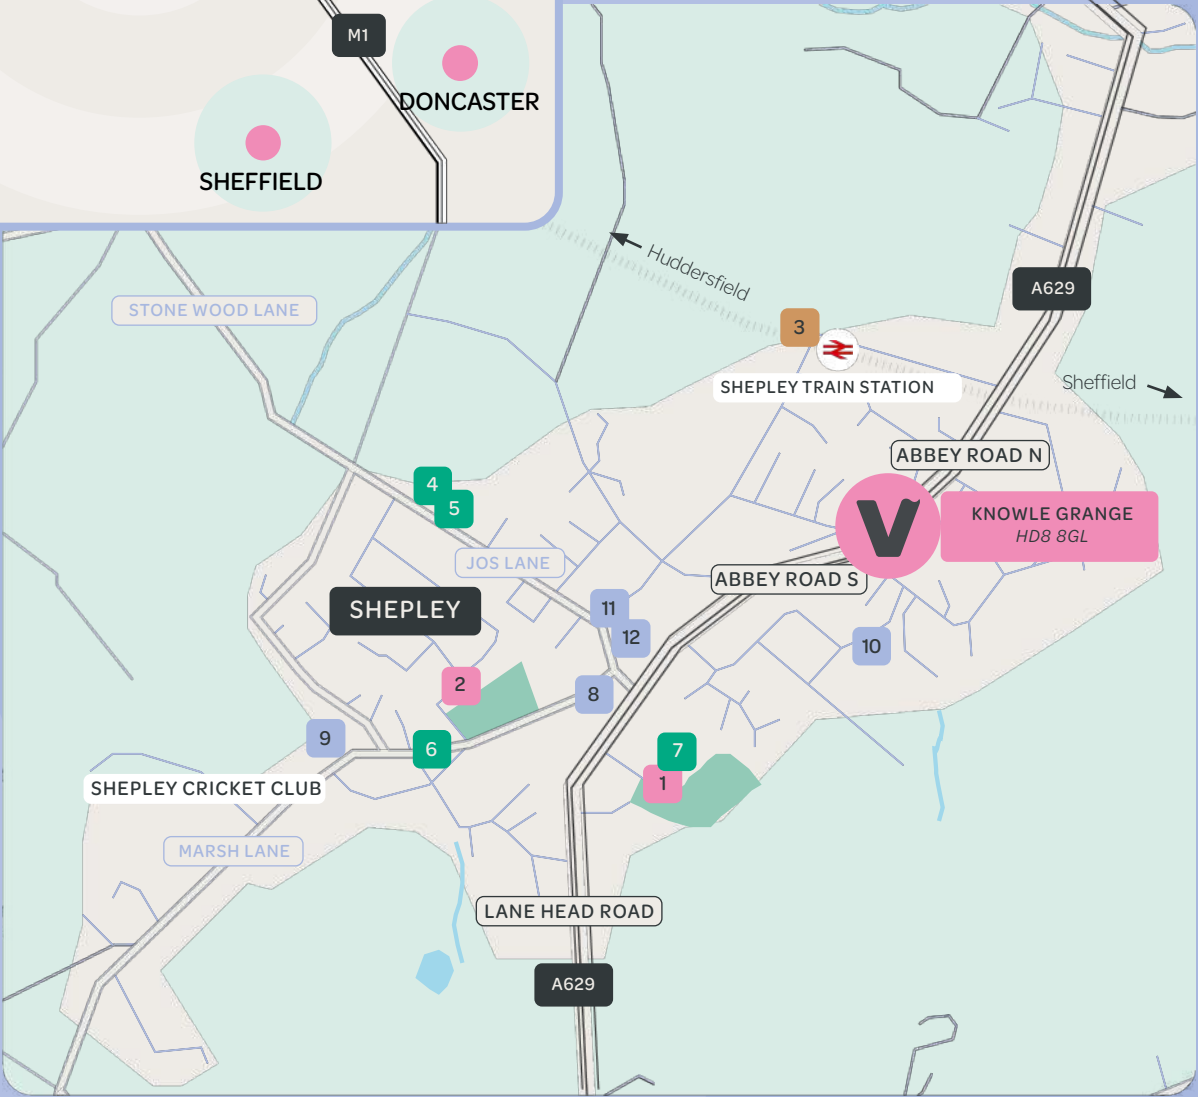 M1
DONCASTER
SHEFFIELD
Huddersfield
STONE WOOD LANE
A629
3
SHEPLEY TRAIN STATION
Sheffield
ABBEY ROAD N
4
5
V
KNOWLE GRANGE
HD8 8GL
JOS LANE
ABBEY ROAD S
SHEPLEY
11
12
10
2
8
9
6
7
1
SHEPLEY CRICKET CLUB
MARSH LANE
LANE HEAD ROAD
A629